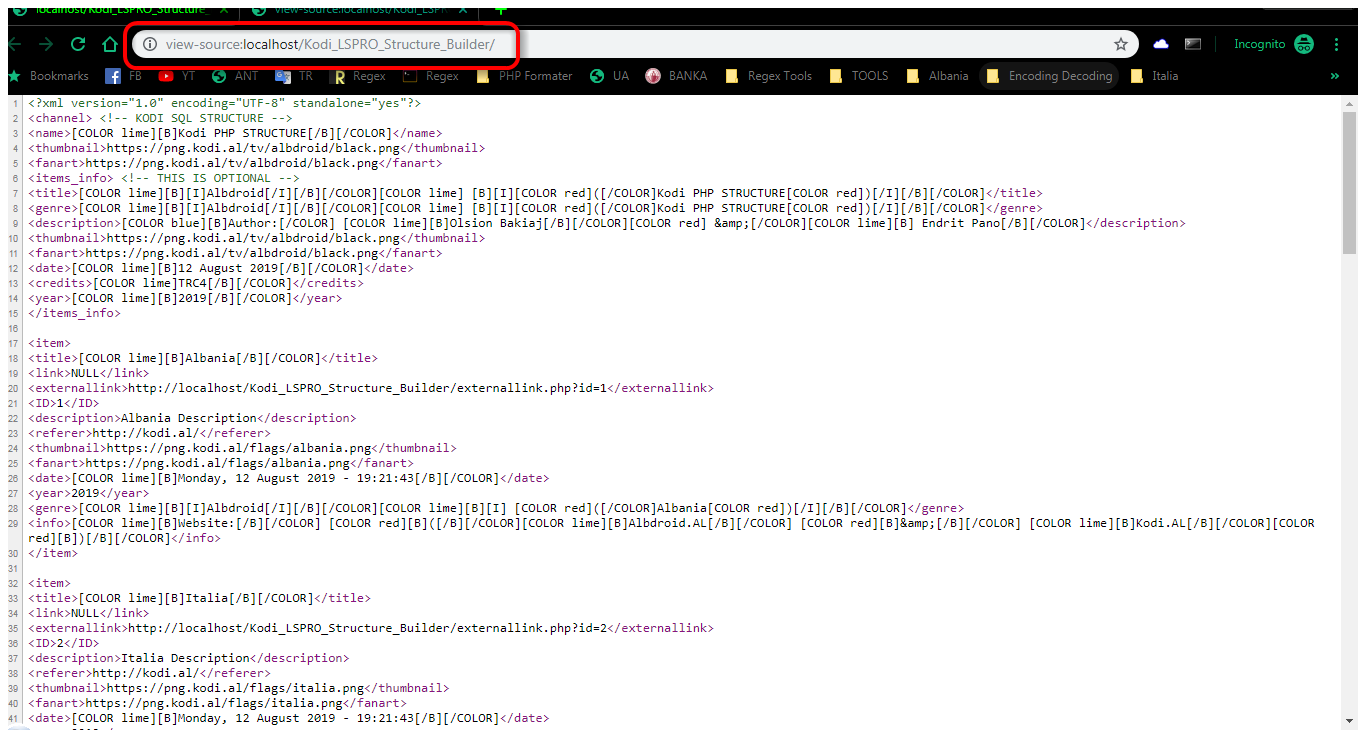 localhost/Kodi_LSPRO_Structure_ × view-source:localhost/Kodi_LSPR × +
view-source:localhost/Kodi_LSPRO_Structure_Builder/ Incognito
Bookmarks FB YT ANT TR Regex Regex PHP Formater UA BANKA Regex Tools TOOLS Albania Encoding Decoding Italia »
1 <?xml version="1.0" encoding="UTF-8" standalone="yes"?>
2 <channel> <!-- KODI SQL STRUCTURE -->
3 <name>[COLOR lime][B]Kodi PHP STRUCTURE[/B][/COLOR]</name>
4 <thumbnail>https://png.kodi.al/tv/albdroid/black.png</thumbnail>
5 <fanart>https://png.kodi.al/tv/albdroid/black.png</fanart>
6 <items_info> <!-- THIS IS OPTIONAL -->
7 <title>[COLOR lime][B][I]Albdroid[/I][/B][/COLOR][COLOR lime] [B][I][COLOR red]([/COLOR]Kodi PHP STRUCTURE[COLOR red])[/I][/B][/COLOR]</title>
8 <genre>[COLOR lime][B][I]Albdroid[/I][/B][/COLOR][COLOR lime] [B][I][COLOR red]([/COLOR]Kodi PHP STRUCTURE[COLOR red])[/I][/B][/COLOR]</genre>
9 <description>[COLOR blue][B]Author:[/COLOR] [COLOR lime][B]Olsion Bakiaj[/B][/COLOR][COLOR red] &amp;[/COLOR][COLOR lime][B] Endrit Pano[/B][/COLOR]</description>
10 <thumbnail>https://png.kodi.al/tv/albdroid/black.png</thumbnail>
11 <fanart>https://png.kodi.al/tv/albdroid/black.png</fanart>
12 <date>[COLOR lime][B]12 August 2019[/B][/COLOR]</date>
13 <credits>[COLOR lime]TRC4[/B][/COLOR]</credits>
14 <year>[COLOR lime][B]2019[/B][/COLOR]</year>
15 </items_info>
16
17 <item>
18 <title>[COLOR lime][B]Albania[/B][/COLOR]</title>
19 <link>NULL</link>
20 <externallink>http://localhost/Kodi_LSPRO_Structure_Builder/externallink.php?id=1</externallink>
21 <ID>1</ID>
22 <description>Albania Description</description>
23 <referer>http://kodi.al/</referer>
24 <thumbnail>https://png.kodi.al/flags/albania.png</thumbnail>
25 <fanart>https://png.kodi.al/flags/albania.png</fanart>
26 <date>[COLOR lime][B]Monday, 12 August 2019 - 19:21:43[/B][/COLOR]</date>
27 <year>2019</year>
28 <genre>[COLOR lime][B][I]Albdroid[/I][/B][/COLOR][COLOR lime][B][I] [COLOR red]([/COLOR]Albania[COLOR red])[/I][/B][/COLOR]</genre>
29 <info>[COLOR lime][B]Website:[/B][/COLOR] [COLOR red][B]([/B][/COLOR][COLOR lime][B]Albdroid.AL[/B][/COLOR] [COLOR red][B]&amp;[/B][/COLOR] [COLOR lime][B]Kodi.AL[/B][/COLOR][COLOR
red][B])[/B][/COLOR]</info>
30 </item>
31
32 <item>
33 <title>[COLOR lime][B]Italia[/B][/COLOR]</title>
34 <link>NULL</link>
35 <externallink>http://localhost/Kodi_LSPRO_Structure_Builder/externallink.php?id=2</externallink>
36 <ID>2</ID>
37 <description>Italia Description</description>
38 <referer>http://kodi.al/</referer>
39 <thumbnail>https://png.kodi.al/flags/italia.png</thumbnail>
40 <fanart>https://png.kodi.al/flags/italia.png</fanart>
41 <date>[COLOR lime][B]Monday, 12 August 2019 - 19:21:43[/B][/COLOR]</date>